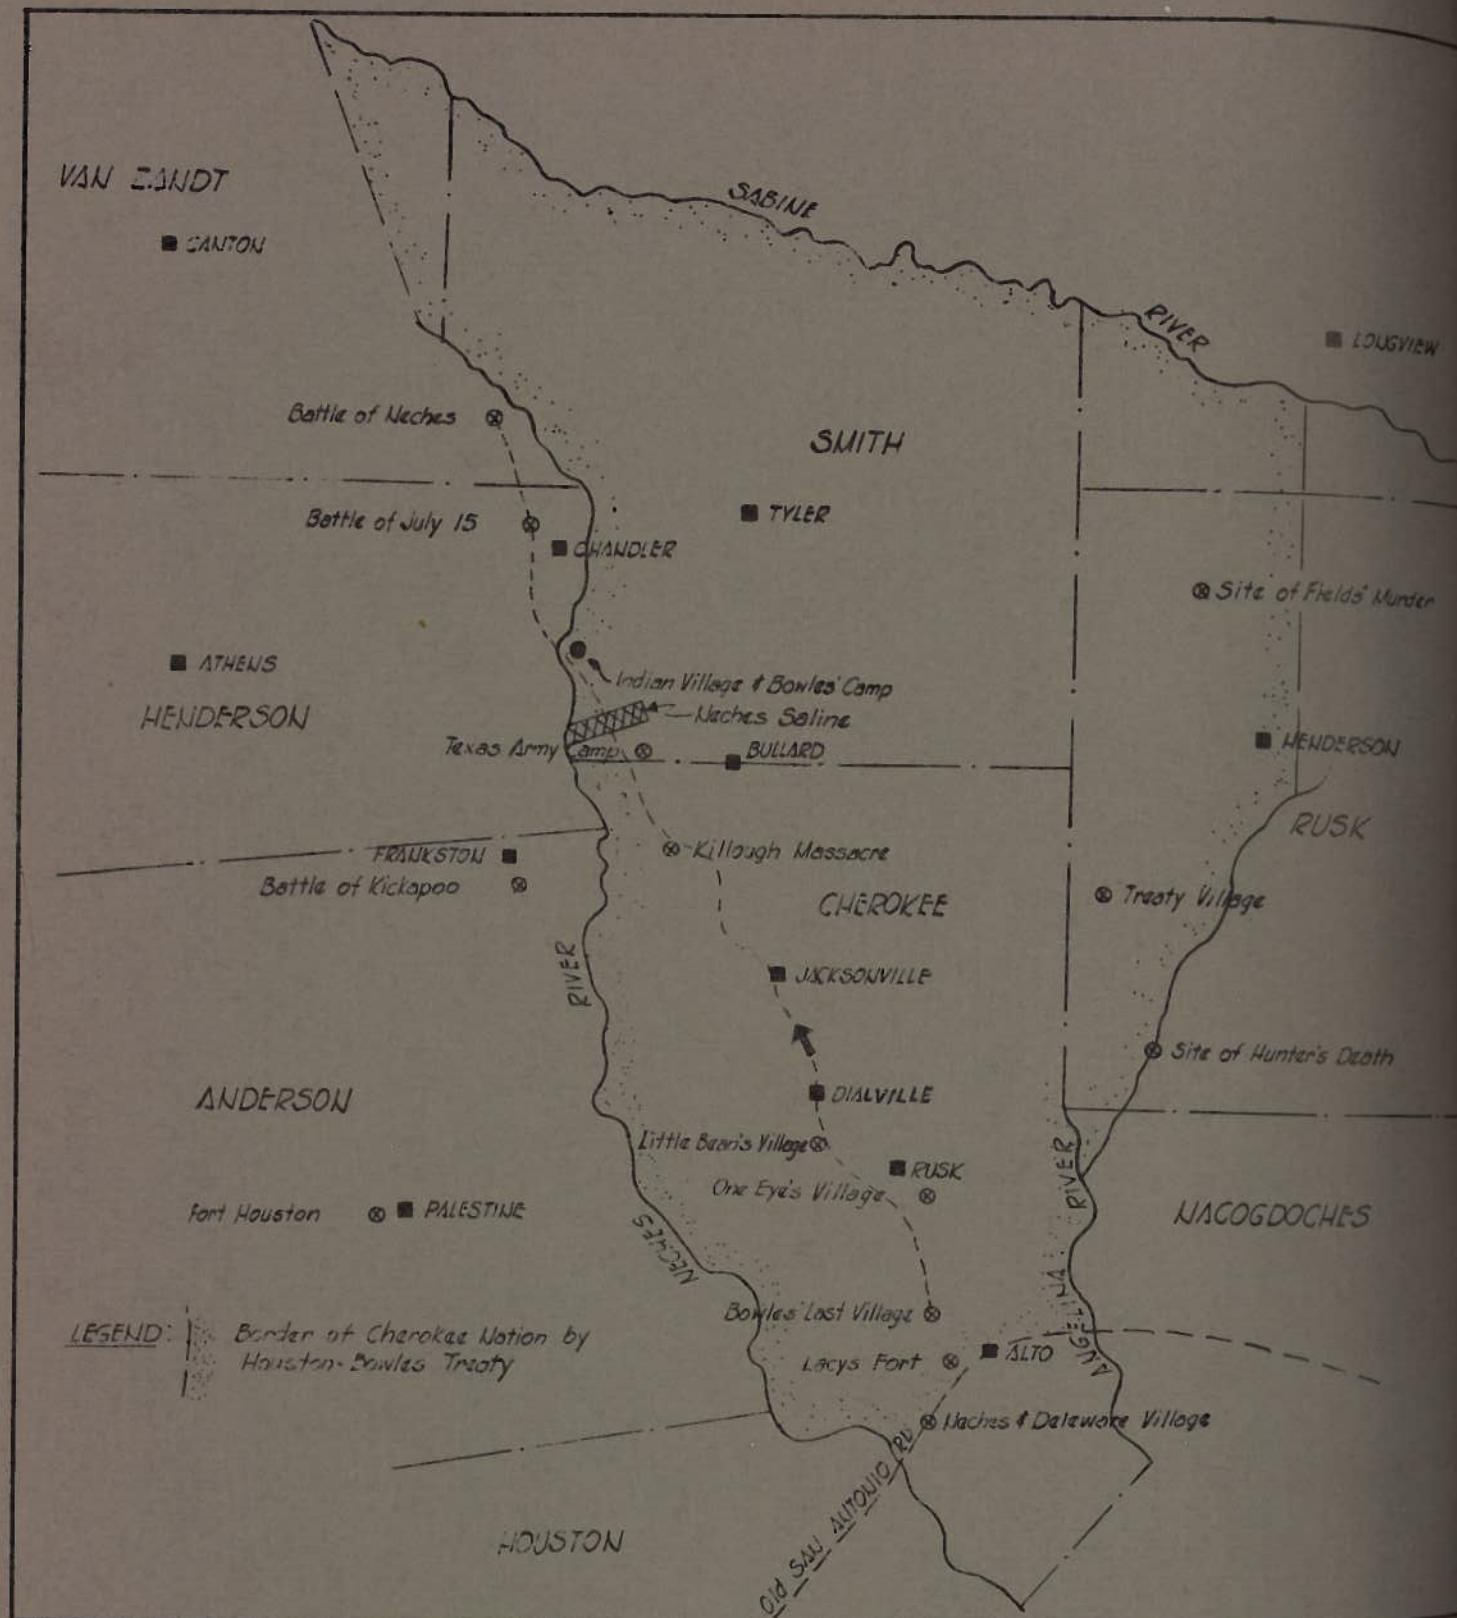 VAN ZANDT
CANTON
SABINE
RIVER
LONGVIEW
Battle of Neches
SMITH
Battle of July 15
TYLER
CHANDLER
Site of Fields' Murder
ATHENS
Indian Village & Bowles' Camp
HENDERSON
Neches Saline
Texas Army Camp
BULLARD
HENDERSON
RUSK
FRANKSTON
Killough Massacre
Battle of Kickapoo
CHEROKEE
Treaty Village
RIVER
JACKSONVILLE
Site of Hunter's Death
ANDERSON
DIALVILLE
Little Bean's Village
RUSK
One Eye's Village
RIVER
Fort Houston
PALESTINE
NACOGDOCHES
NECHES
ANGELINA
Bowles' Last Village
LEGEND:
Border of Cherokee Nation by
Houston-Bowles Treaty
Lacys Fort
ALTO
Neches & Delaware Village
Old SAN ANTONIO RD
HOUSTON